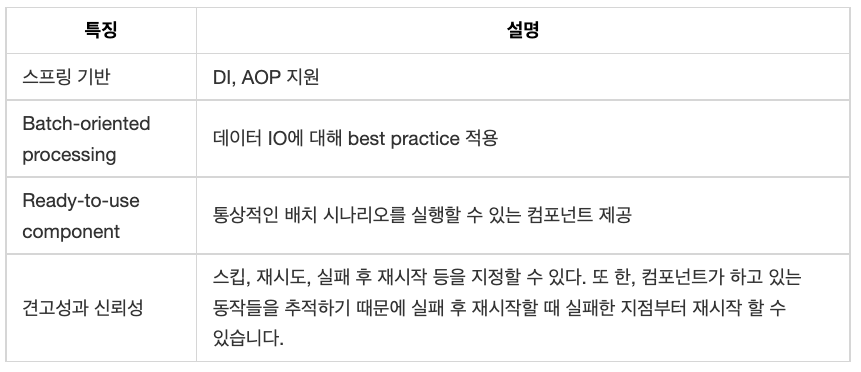 특징 설명
스프링 기반 DI, AOP 지원
Batch-oriented
processing
데이터 IO에 대해 best practice 적용
Ready-to-use
component
통상적인 배치 시나리오를 실행할 수 있는 컴포넌트 제공
견고성과 신뢰성
스킵, 재시도, 실패 후 재시작 등을 지정할 수 있다. 또 한, 컴포넌트가 하고 있는
동작들을 추적하기 때문에 실패 후 재시작할 때 실패한 지점부터 재시작 할 수
있습니다.